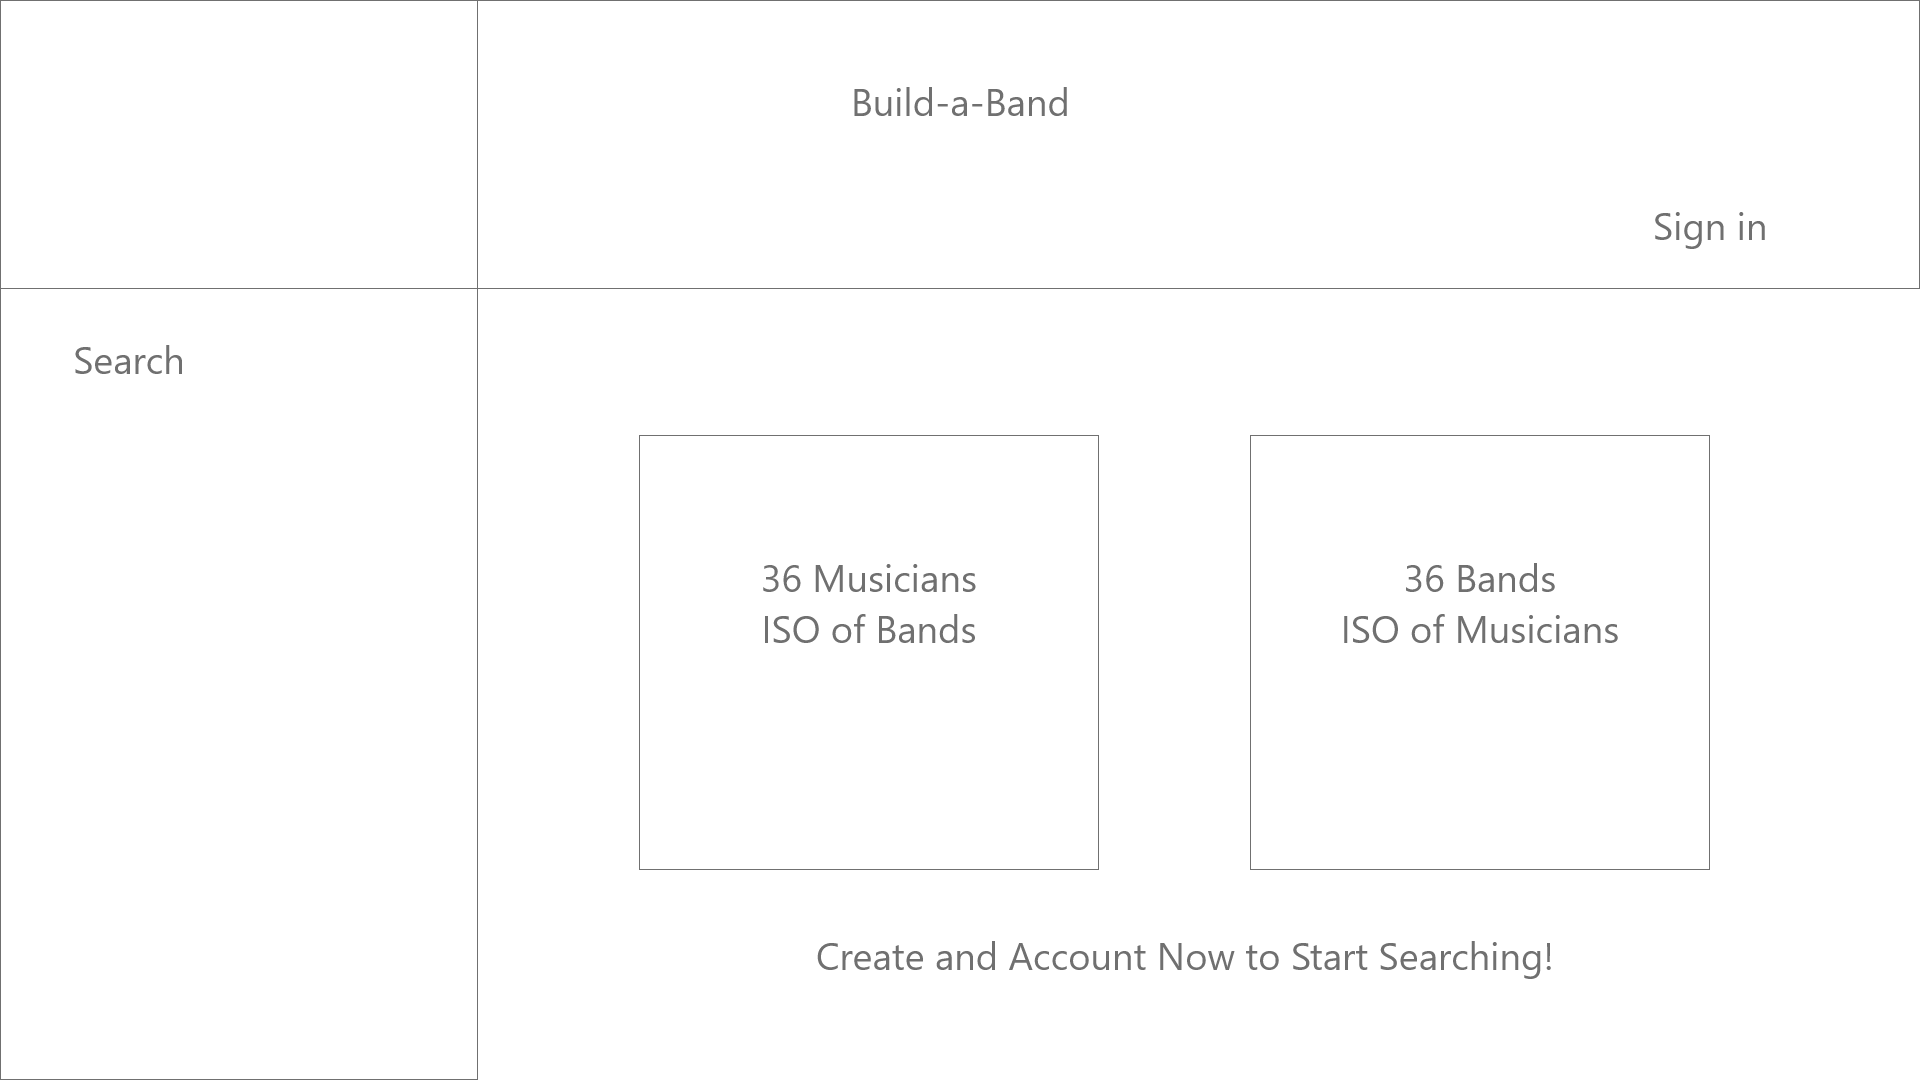 Build-a-Band
Sign in
Search
36 Musicians
ISO of Bands
36 Bands
ISO of Musicians
Create and Account Now to Start Searching!